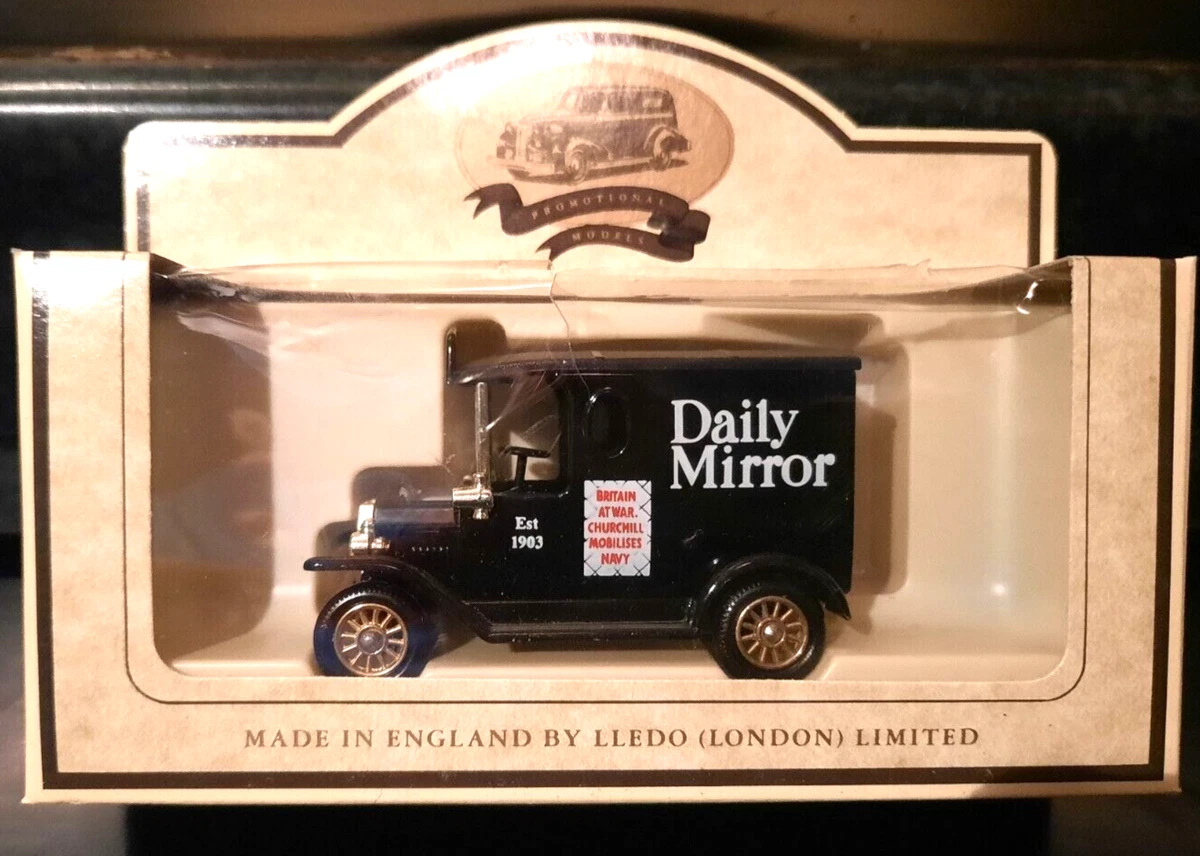 PROMOTIONAL
MODELS
Daily
Mirror
Est
1903
BRITAIN
AT WAR.
CHURCHILL
MOBILISES
NAVY
MADE IN ENGLAND BY LLEDO (LONDON) LIMITED